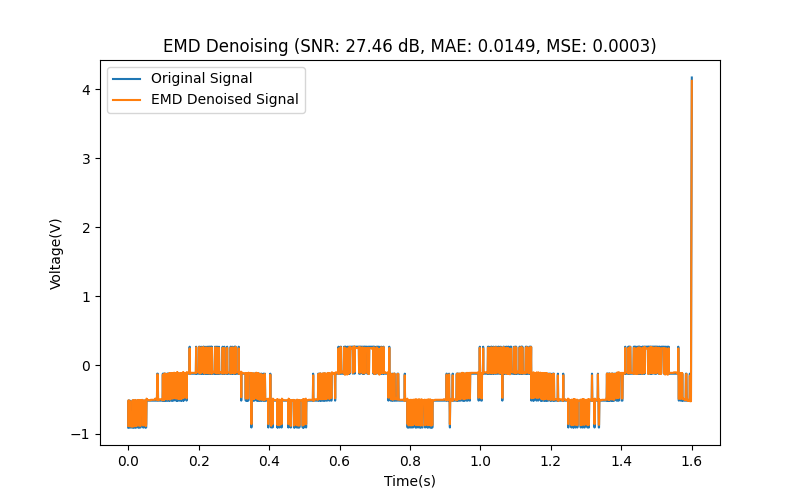 EMD Denoising (SNR: 27.46 dB, MAE: 0.0149, MSE: 0.0003)
Original Signal
EMD Denoised Signal
4
3
2
1
0
−1
Voltage(V)
0.0 0.2 0.4 0.6 0.8 1.0 1.2 1.4 1.6
Time(s)